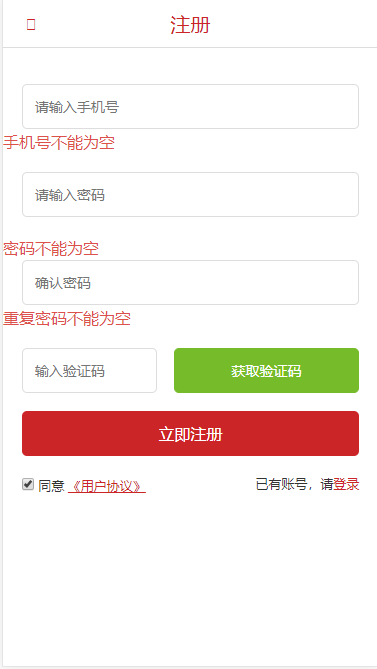 注册
请输入手机号
手机号不能为空
请输入密码
密码不能为空
确认密码
重复密码不能为空
输入验证码 获取验证码
立即注册
同意 《用户协议》 已有账号，请登录